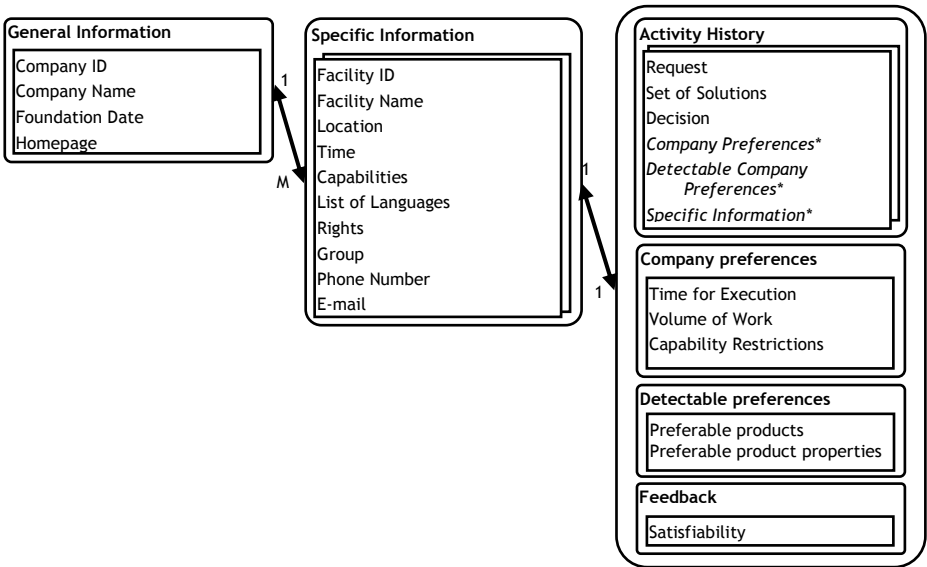 General Information
Company ID
Company Name
Foundation Date
Homepage
1
M
Specific Information
Facility ID
Facility Name
Location
Time
Capabilities
List of Languages
Rights
Group
Phone Number
E-mail
1
1
Activity History
Request
Set of Solutions
Decision
Company Preferences*
Detectable Company
Preferences*
Specific Information*
Company preferences
Time for Execution
Volume of Work
Capability Restrictions
Detectable preferences
Preferable products
Preferable product properties
Feedback
Satisfiability